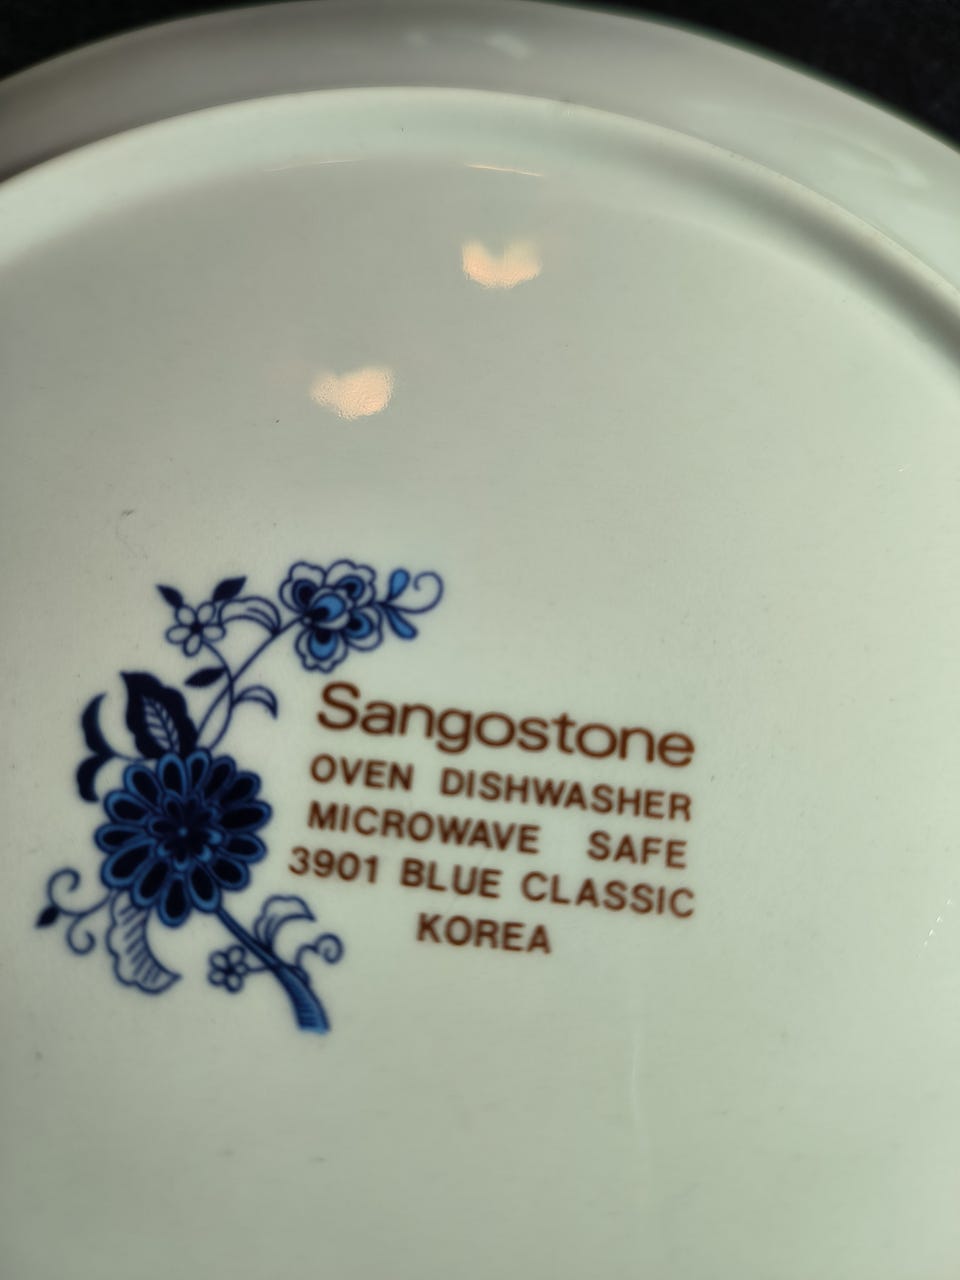 Sangostone
OVEN DISHWASHER
MICROWAVE SAFE
3901 BLUE CLASSIC
KOREA